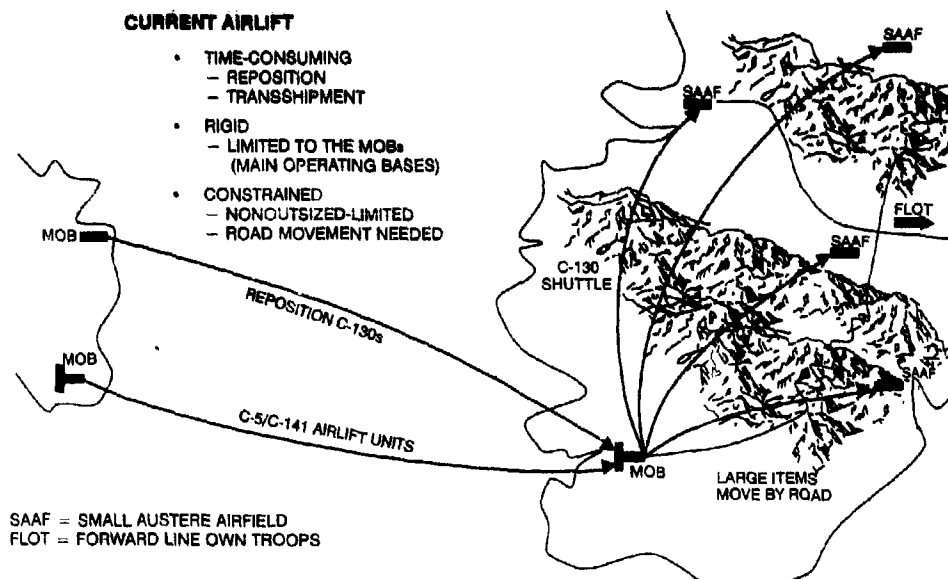 CURRENT AIRLIFT
• TIME-CONSUMING
– REPOSITION
– TRANSSHIPMENT
• RIGID
– LIMITED TO THE MOBs
(MAIN OPERATING BASES)
• CONSTRAINED
– NONOUTSIZED-LIMITED
– ROAD MOVEMENT NEEDED
SAAF
SAAF
FLOT
SAAF
MOB
C-130
SHUTTLE
REPOSITION C-130s
MOB
SAAF
C-5/C-141 AIRLIFT UNITS
MOB
LARGE ITEMS
MOVE BY ROAD
SAAF = SMALL AUSTERE AIRFIELD
FLOT = FORWARD LINE OWN TROOPS